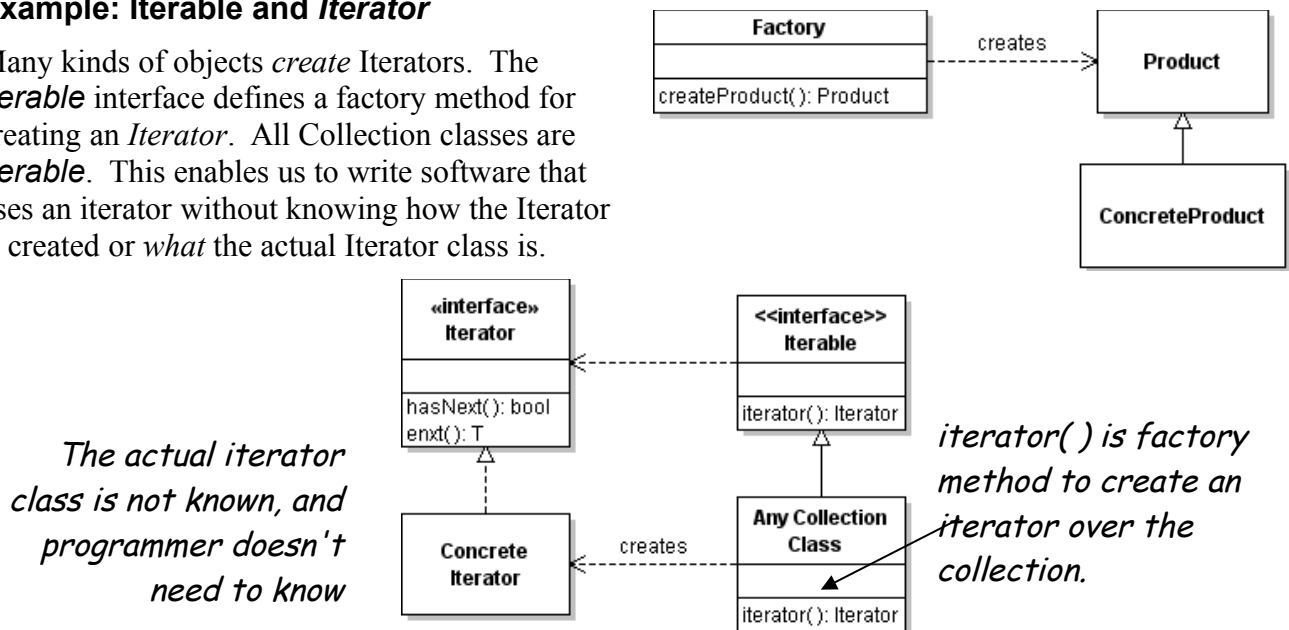 xample: Iterable and Iterator
Many kinds of objects create Iterators. The
erable interface defines a factory method for
reating an Iterator. All Collection classes are
erable. This enables us to write software that
ses an iterator without knowing how the Iterator
created or what the actual Iterator class is.
Factory
createProduct(): Product
creates
Product
ConcreteProduct
«interface»
Iterator
hasNext(): bool
enxt(): T
<<interface>>
Iterable
iterator(): Iterator
The actual iterator
class is not known, and
programmer doesn't
need to know
Concrete
Iterator
creates
Any Collection
Class
iterator(): Iterator
iterator( ) is factory
method to create an
iterator over the
collection.